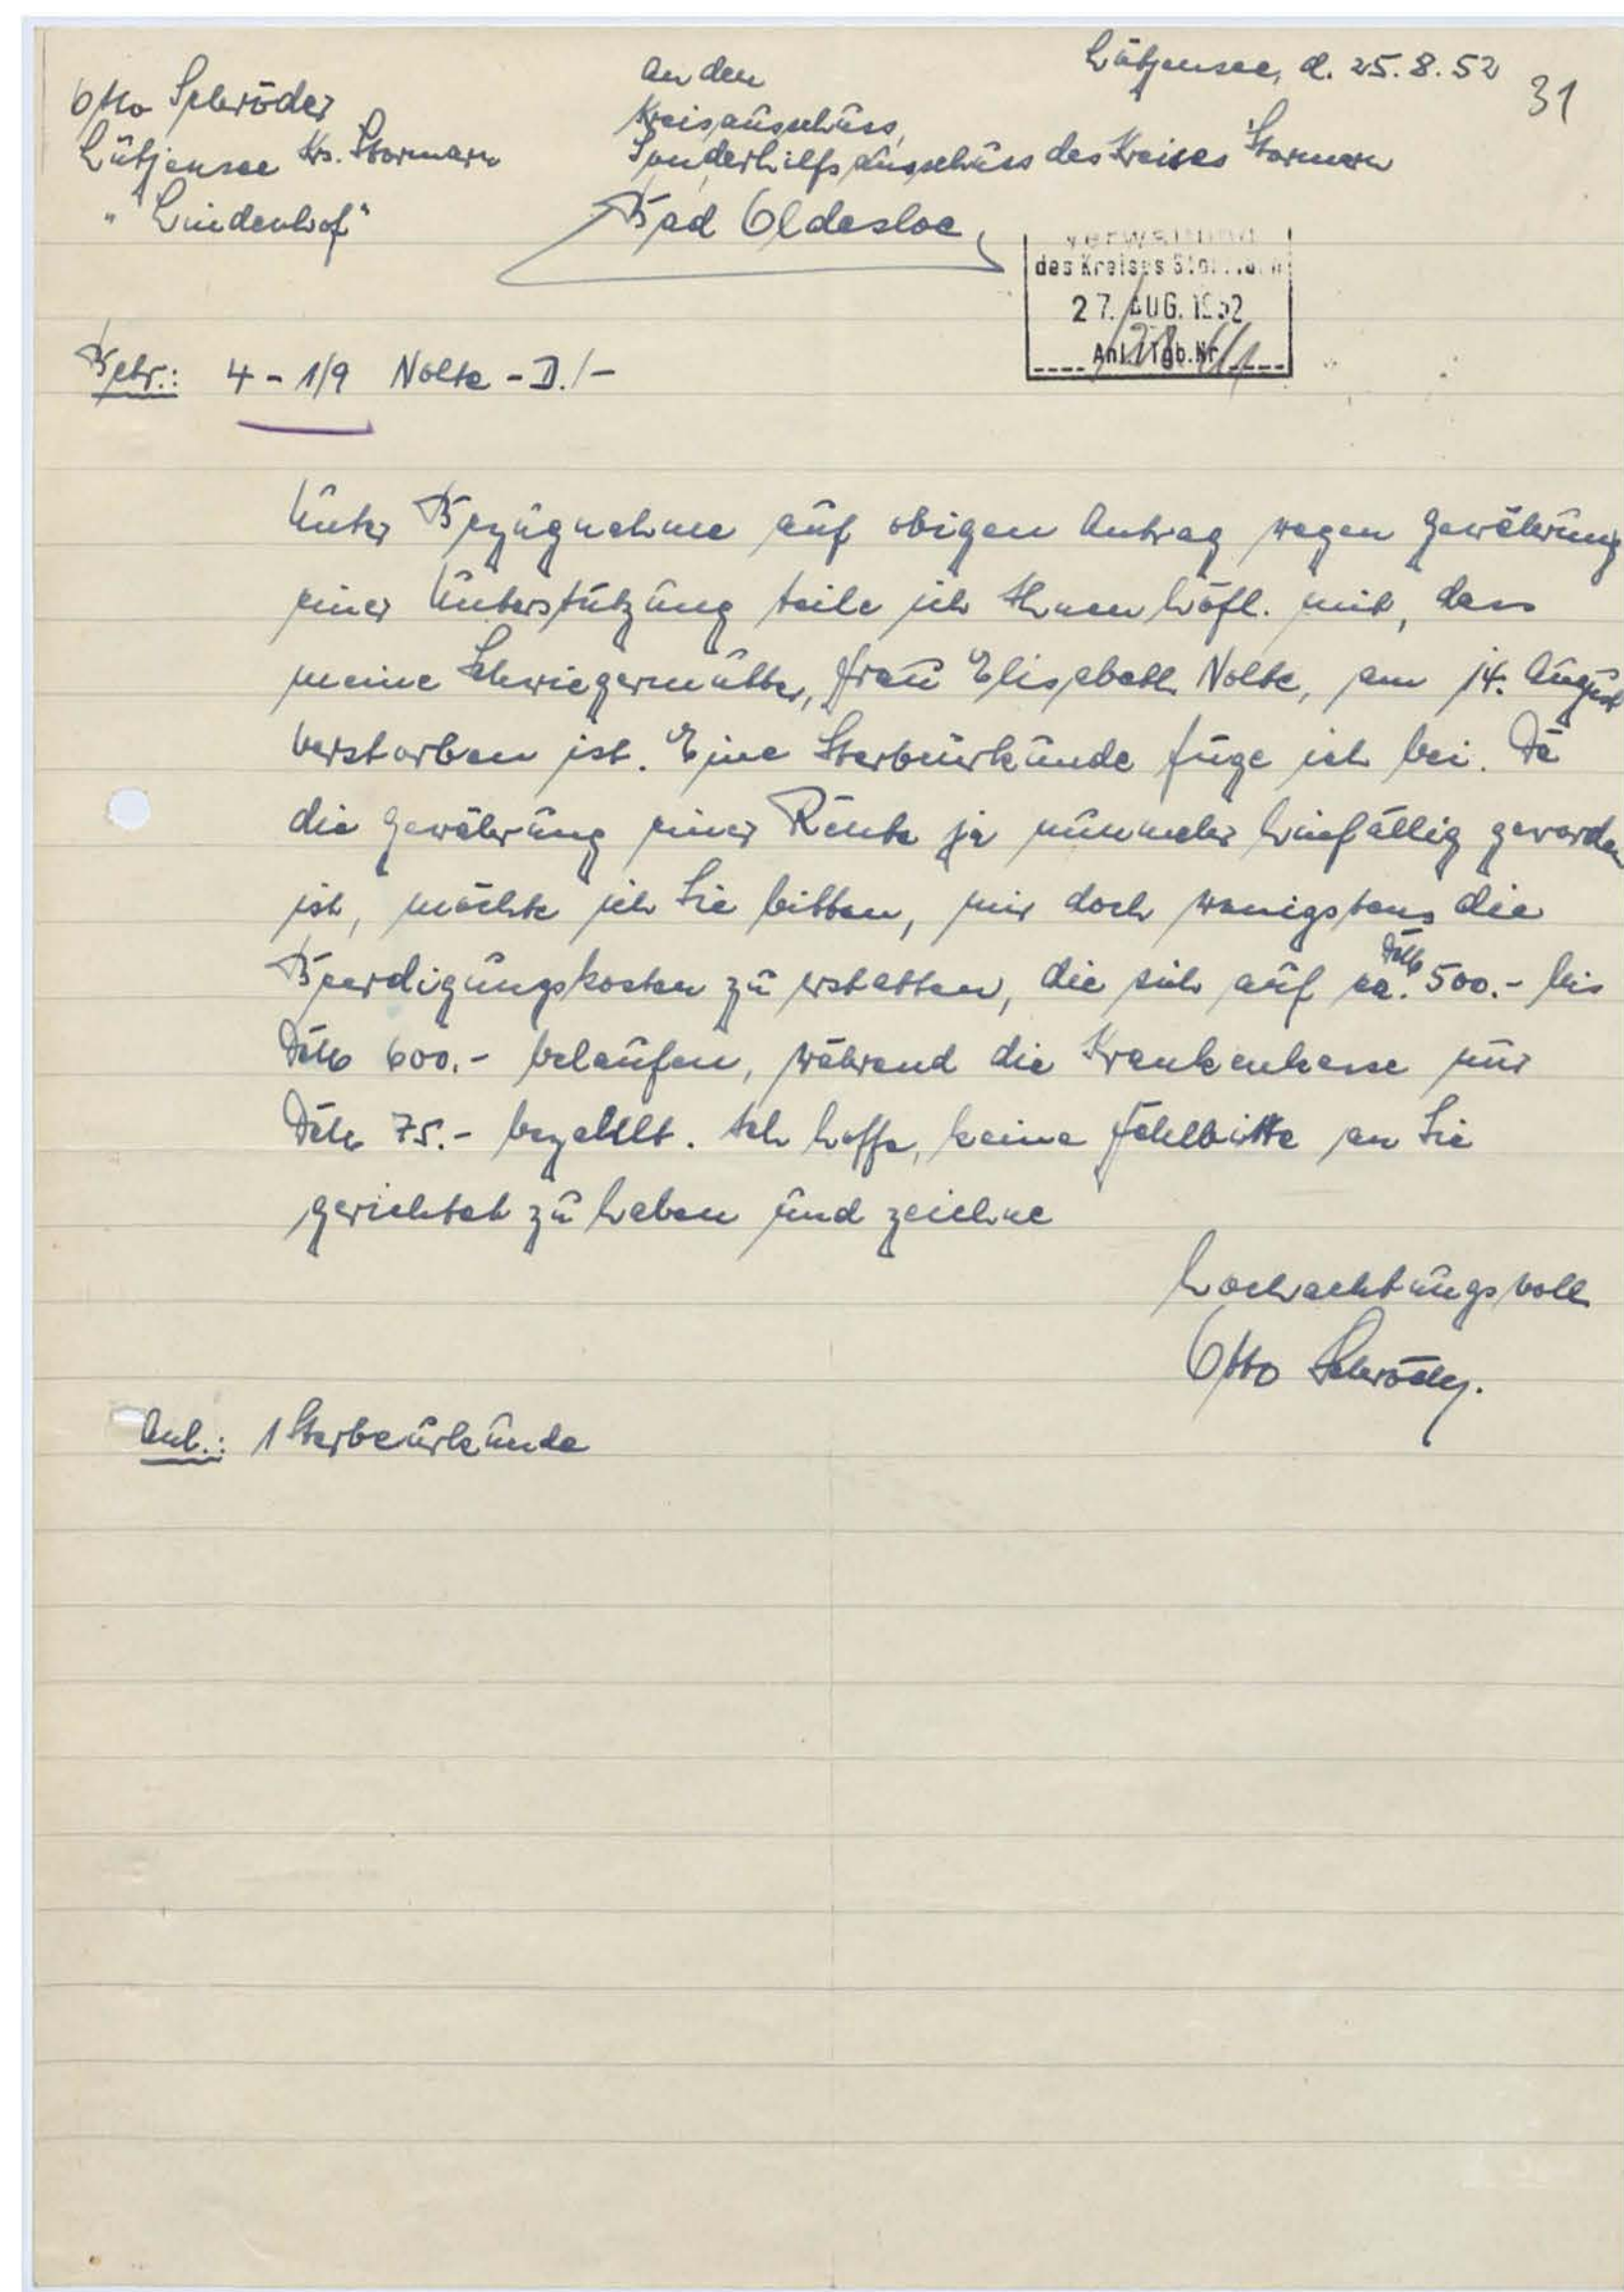 Lütjensee, d. 25.8.52
31
Otto Schröder
Lütjensee Krs. Stormarn
"Lindenhof"
An den
Kreisausschuss,
Sonderhilfsausschuss des Kreises Stormarn
Bad Oldesloe
Verwaltung
des Kreises Stormarn
27. AUG. 1952
Anl. Tgb.Nr.
Betr.: 4 - 1/9 Nolte - D./-
Unter Bezugnahme auf obigen Antrag wegen Gewährung
einer Unterstützung teile ich Ihnen höfl. mit, dass
meine Schwiegermutter, Frau Elisabeth Nolte, am 14. August
verstorben ist. Eine Sterbeurkunde füge ich bei. Da
die Gewährung einer Rente ja nunmehr hinfällig geworden
ist, möchte ich Sie bitten, mir doch wenigstens die
Beerdigungskosten zu erstatten, die sich auf ca. DM 500.- bis
DM 600.- belaufen, während die Krankenkasse nur
DM 75.- bezahlt. Ich hoffe, keine Fehlbitte an Sie
gerichtet zu haben und zeichne
Hochachtungsvoll
Otto Schröder.
Anl.: 1 Sterbeurkunde